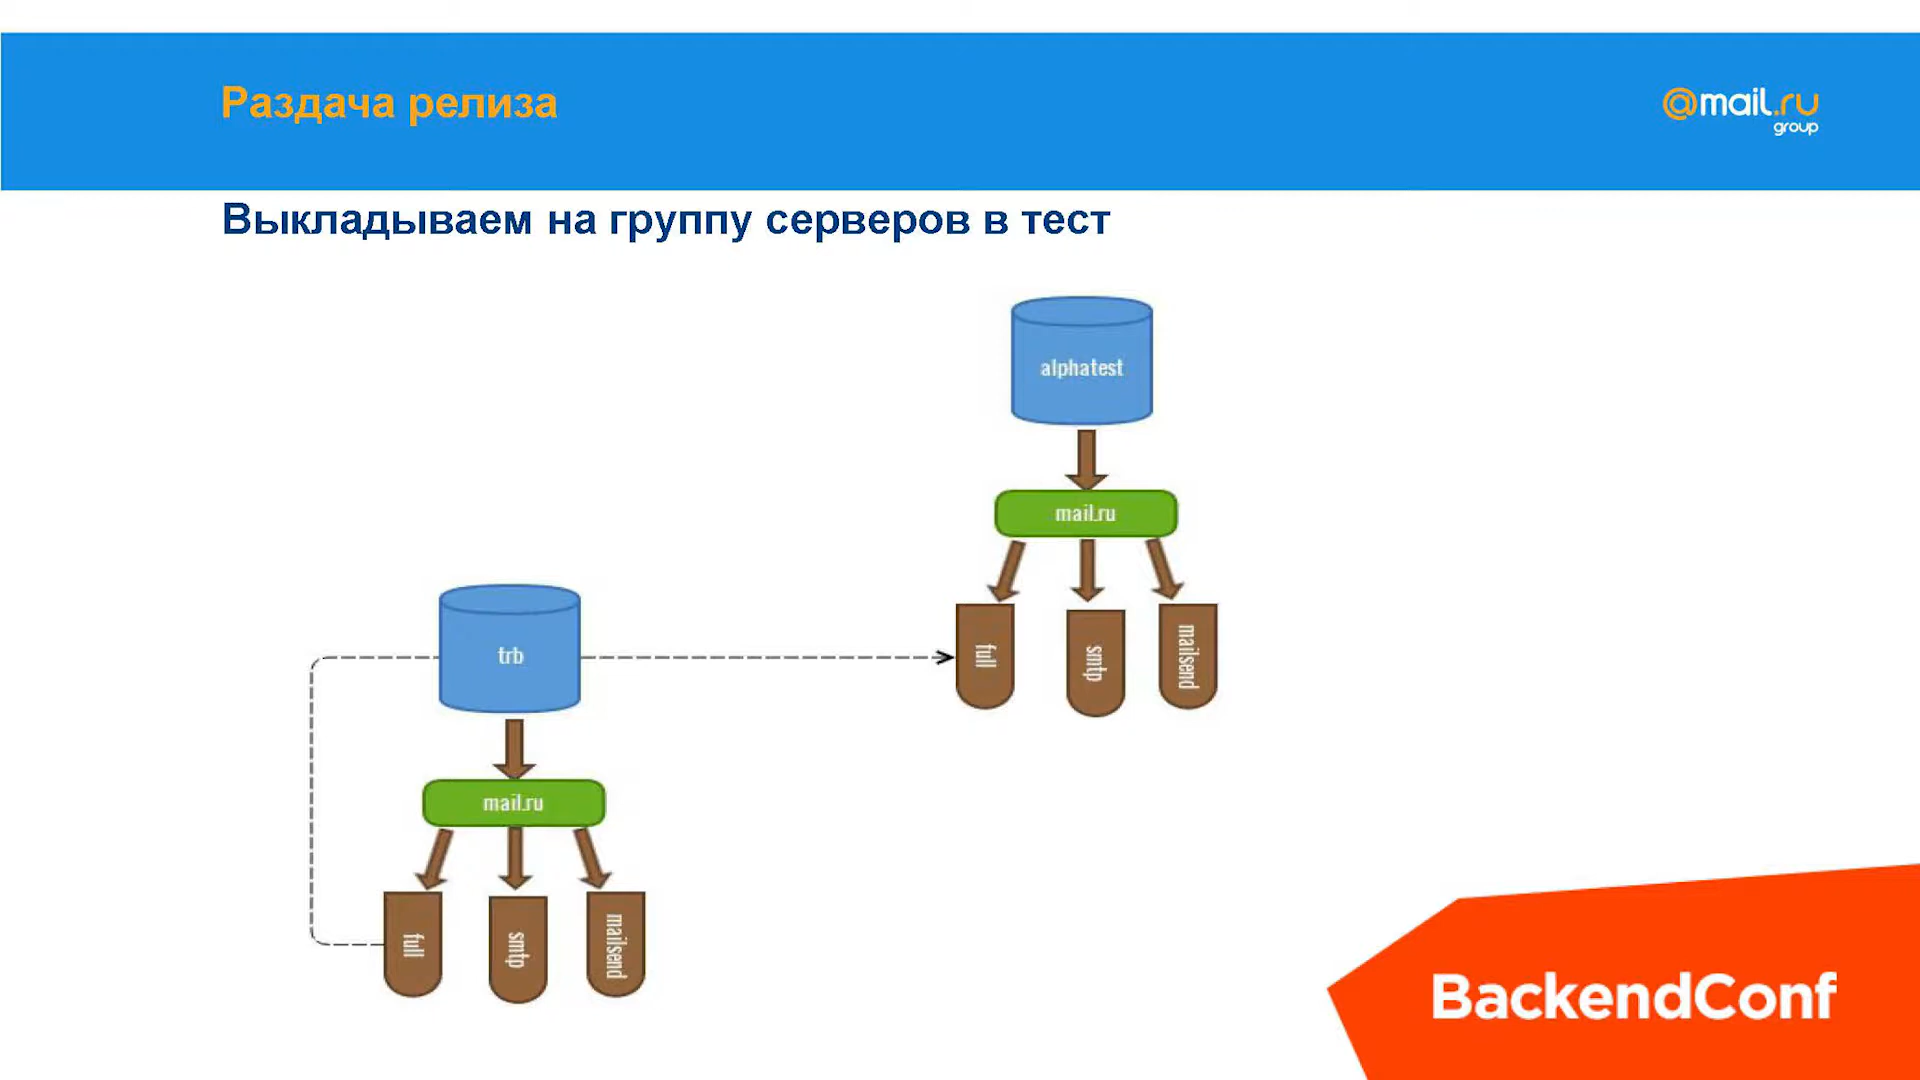 Раздача релиза
@mail.ru
group
Выкладываем на группу серверов в тест
alphatest
mail.ru
full
smtp
mailsend
trb
mail.ru
full
smtp
mailsend
BackendConf